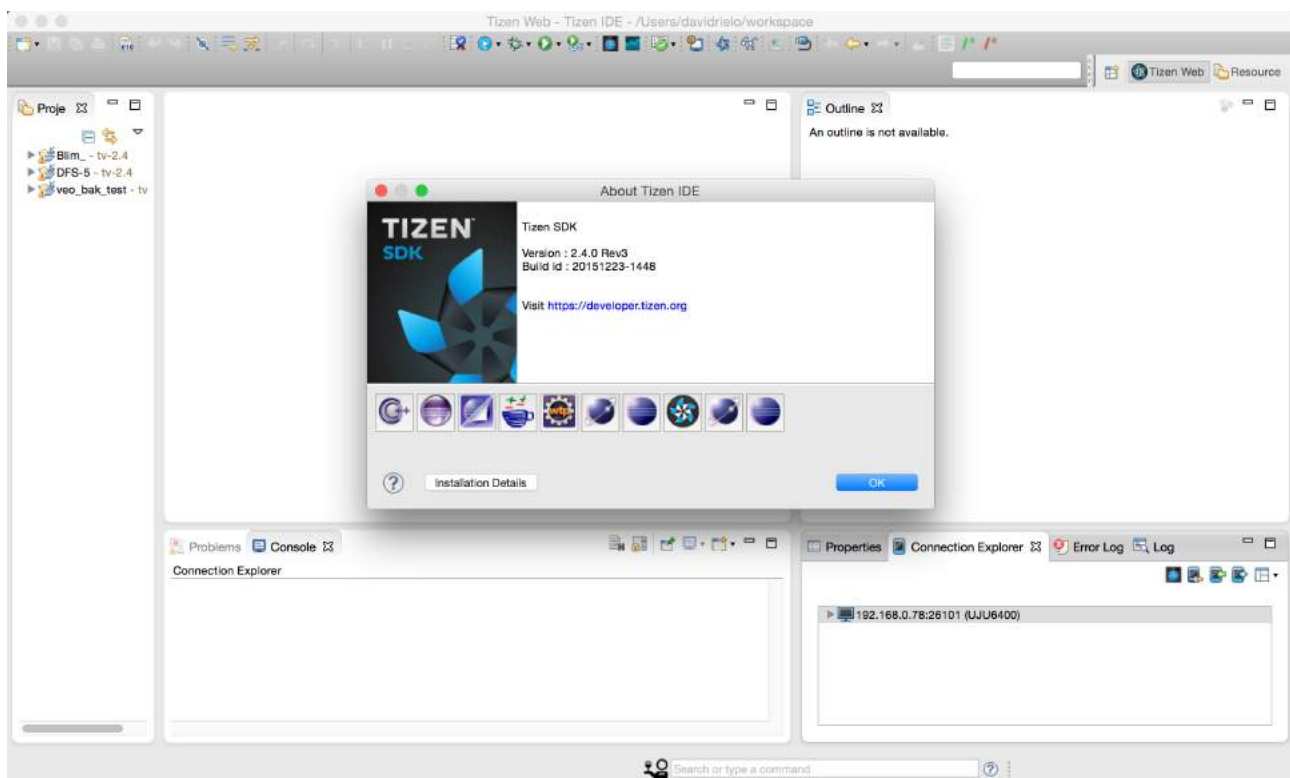 Tizen Web - Tizen IDE - /Users/davidrielo/workspace
Tizen Web Resource
Proje
Blim_ - tv-2.4
DFS-5 - tv-2.4
veo_bak_test - tv
Outline
An outline is not available.
About Tizen IDE
TIZEN
SDK
Tizen SDK
Version : 2.4.0 Rev3
Build id : 20151223-1448
Visit https://developer.tizen.org
C++
wtp
Installation Details
OK
Problems Console
Connection Explorer
Properties Connection Explorer Error Log Log
192.168.0.78:26101 (UJU6400)
Search or type a command